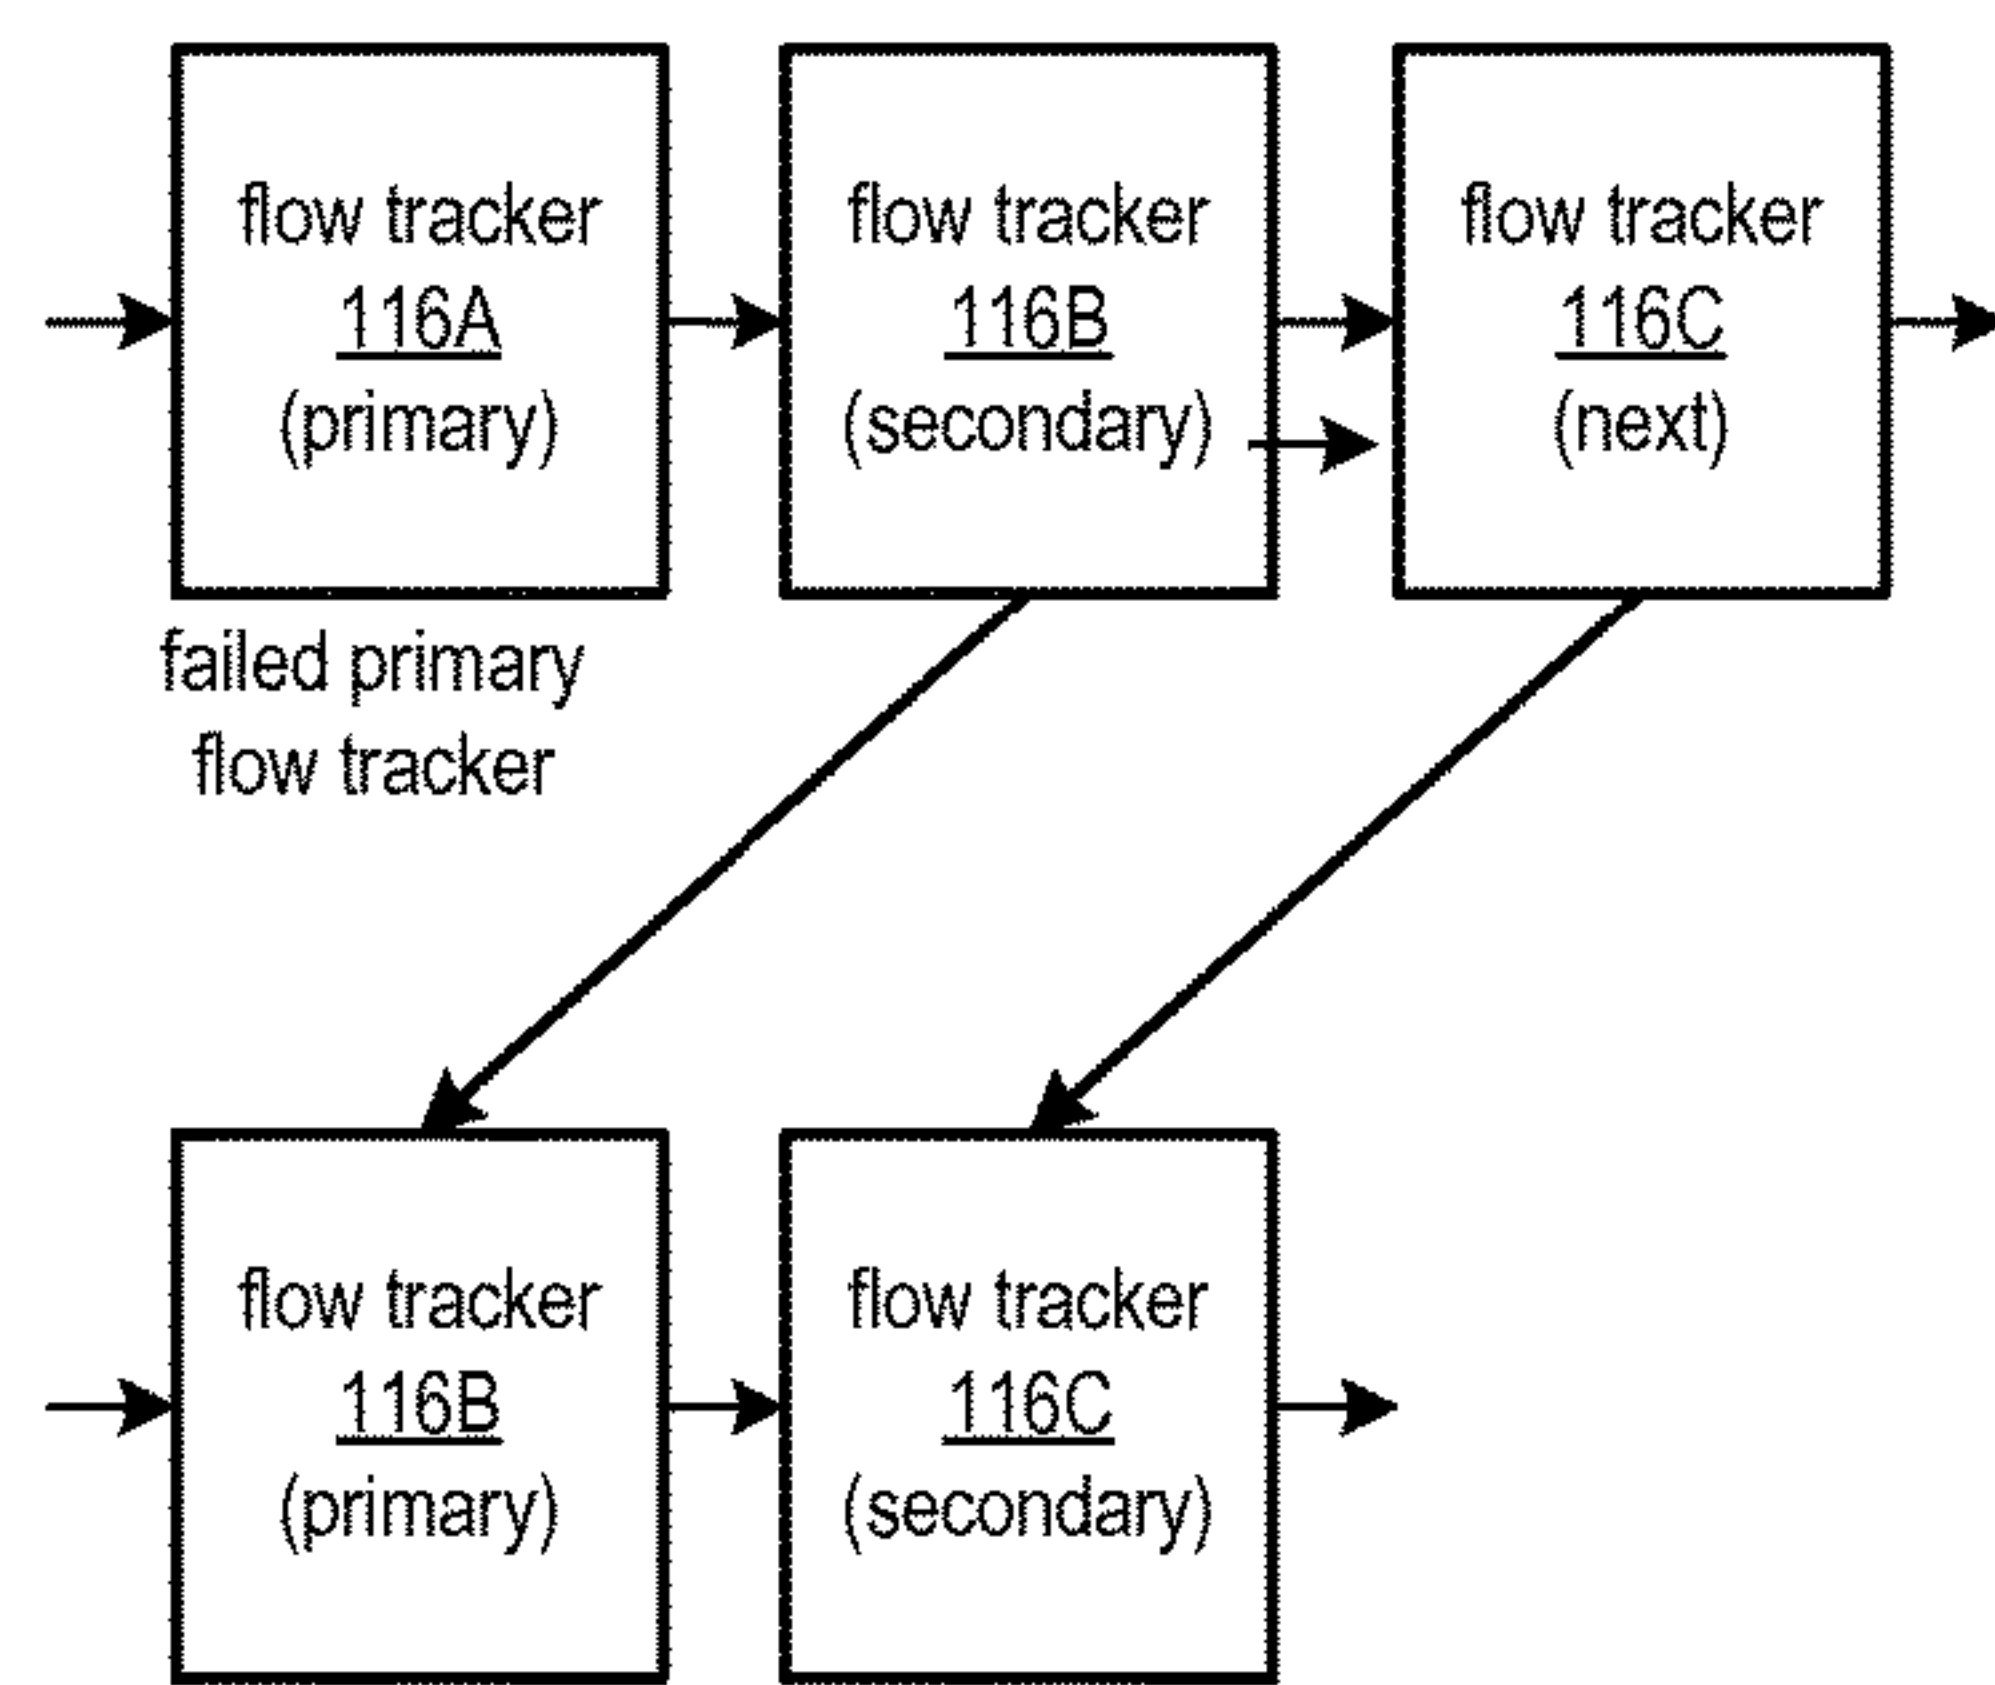 flow tracker
116A
(primary)
flow tracker
116B
(secondary)
flow tracker
116C
(next)
failed primary
flow tracker
flow tracker
116B
(primary)
flow tracker
116C
(secondary)